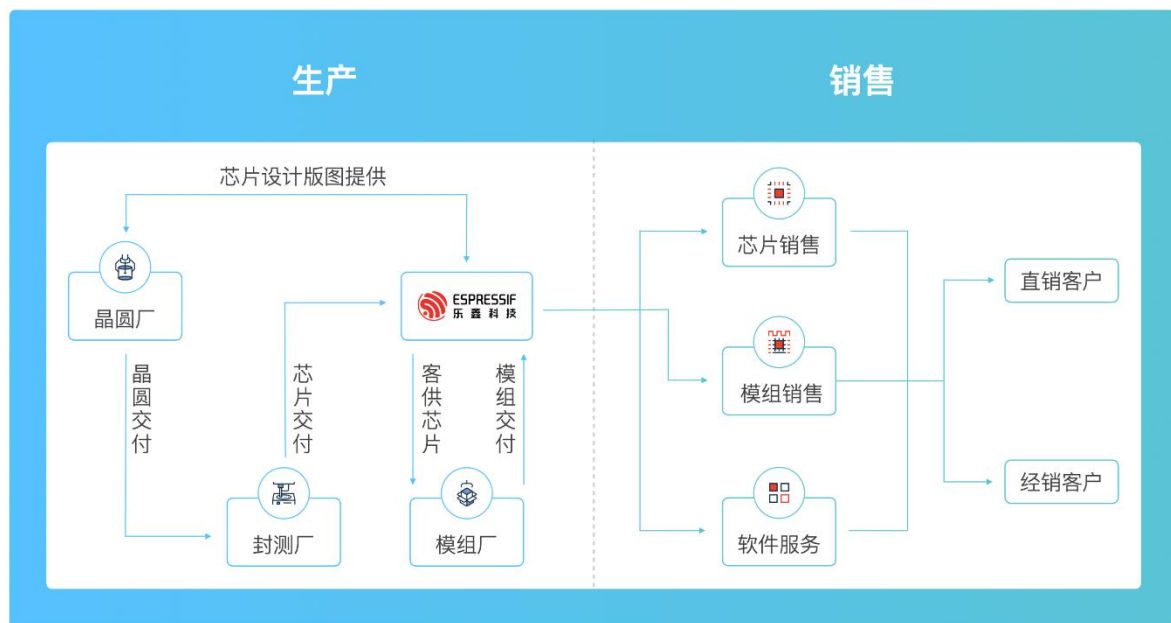 生产
销售
芯片设计版图提供
晶圆厂
ESPRESSIF
乐鑫科技
晶圆交付
芯片交付
客供芯片
模组交付
封测厂
模组厂
芯片销售
模组销售
软件服务
直销客户
经销客户